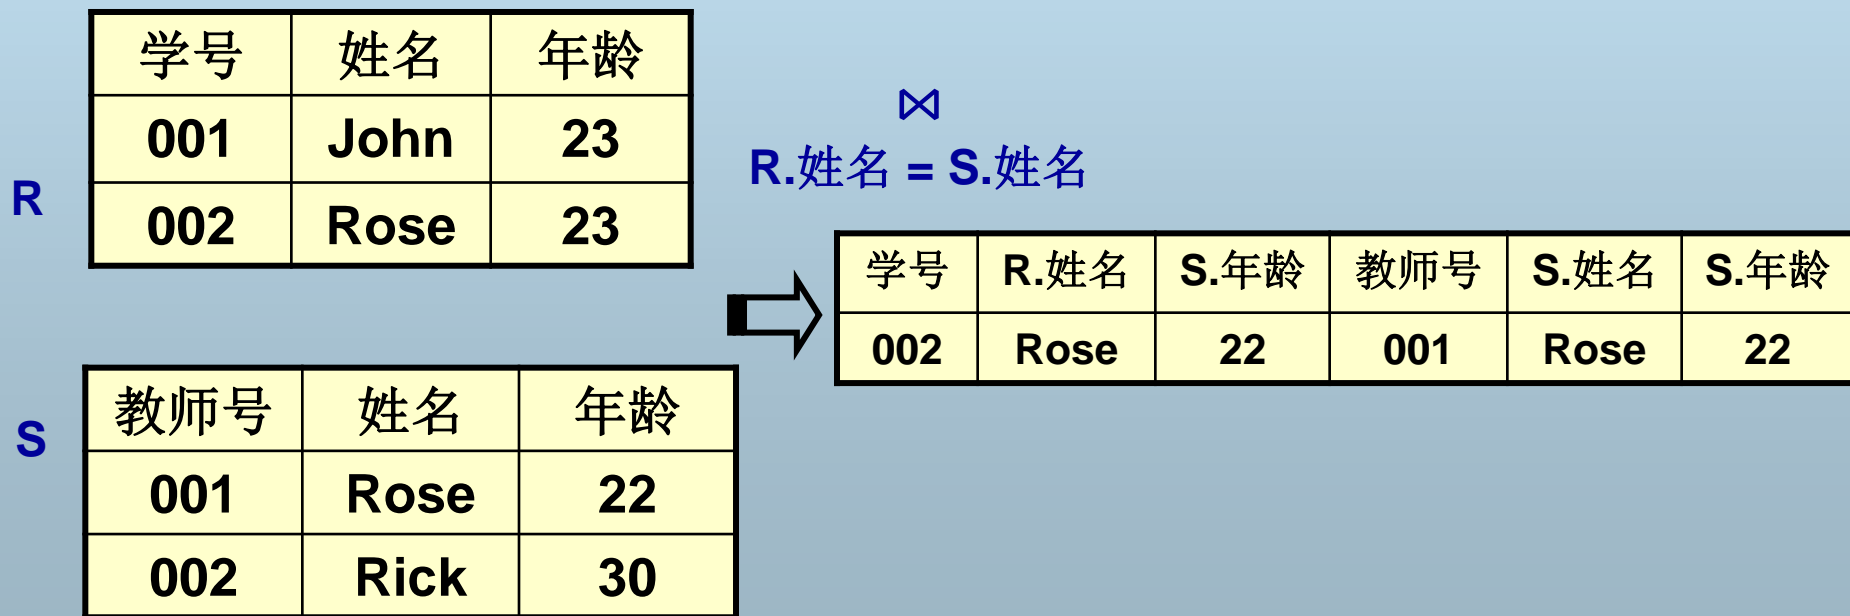 R
学号 姓名 年龄
001 John 23
002 Rose 23
S
教师号 姓名 年龄
001 Rose 22
002 Rick 30
⋈
R.姓名 = S.姓名
学号 R.姓名 S.年龄 教师号 S.姓名 S.年龄
002 Rose 22 001 Rose 22